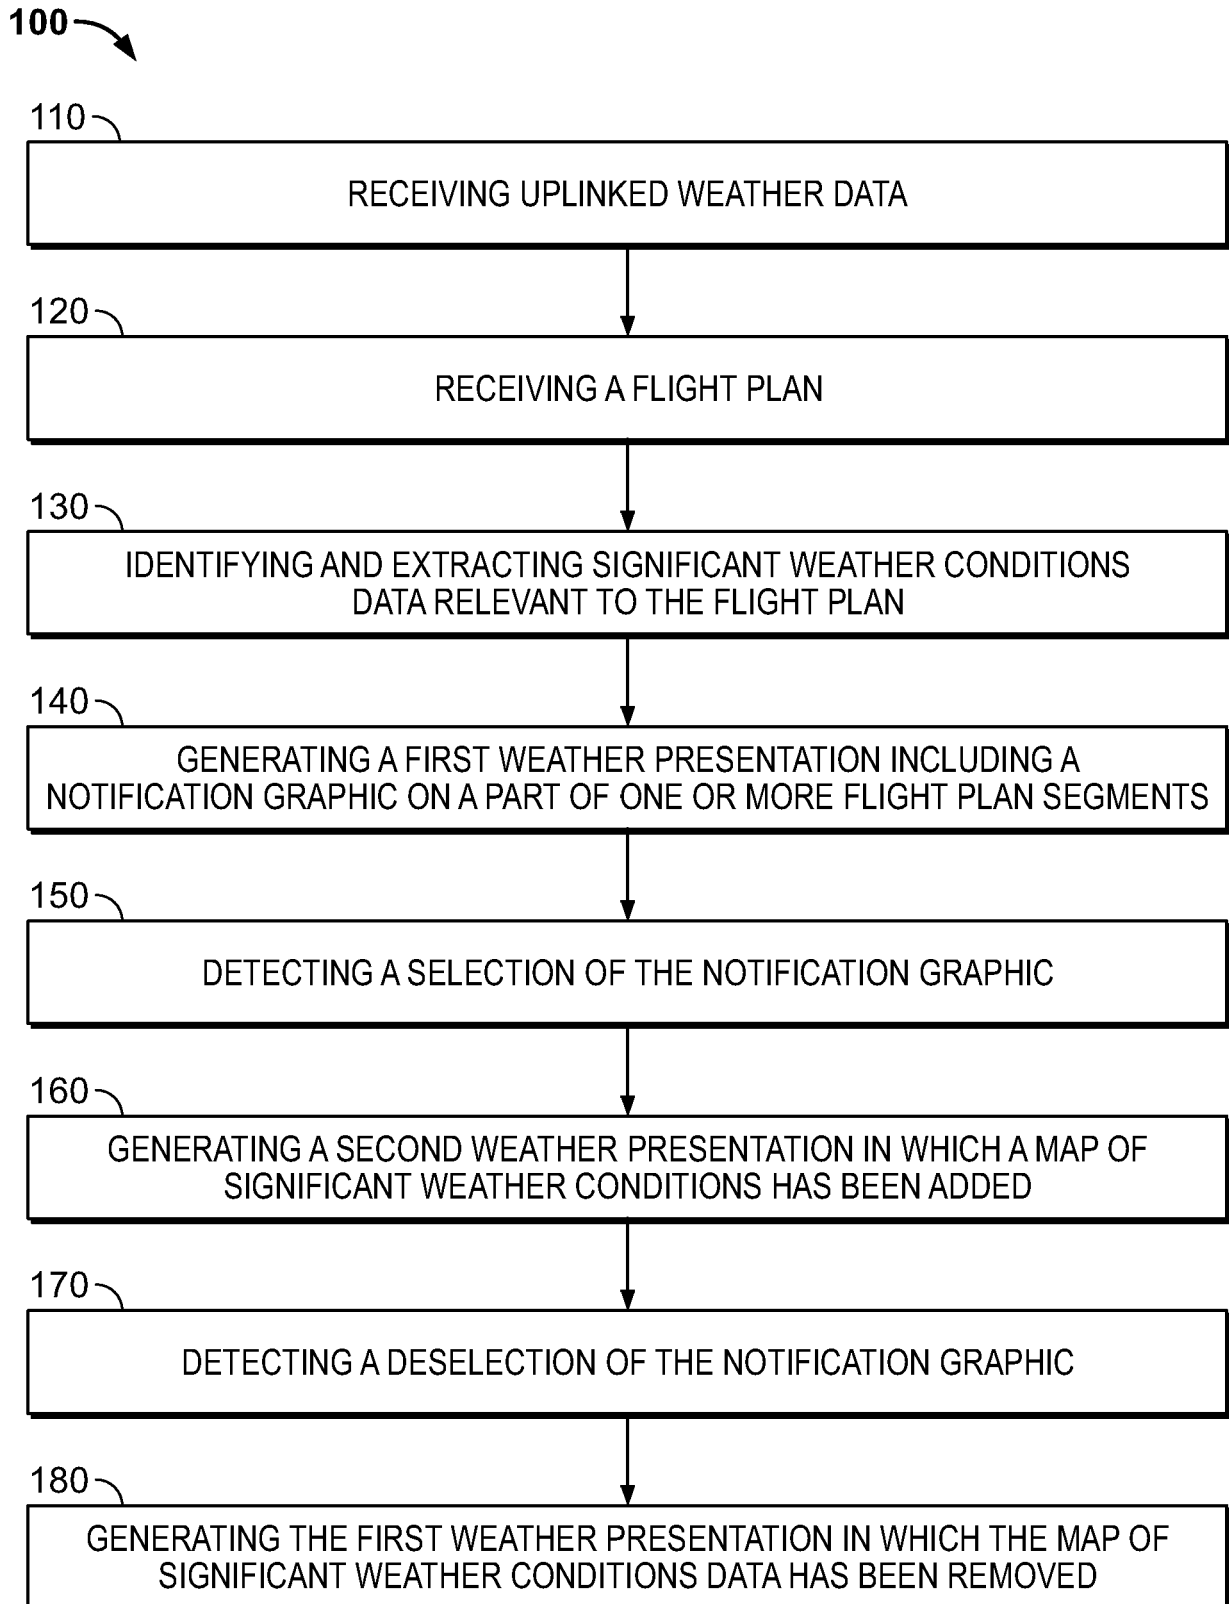 100
110
RECEIVING UPLINKED WEATHER DATA
120
RECEIVING A FLIGHT PLAN
130
IDENTIFYING AND EXTRACTING SIGNIFICANT WEATHER CONDITIONS
DATA RELEVANT TO THE FLIGHT PLAN
140
GENERATING A FIRST WEATHER PRESENTATION INCLUDING A
NOTIFICATION GRAPHIC ON A PART OF ONE OR MORE FLIGHT PLAN SEGMENTS
150
DETECTING A SELECTION OF THE NOTIFICATION GRAPHIC
160
GENERATING A SECOND WEATHER PRESENTATION IN WHICH A MAP OF
SIGNIFICANT WEATHER CONDITIONS HAS BEEN ADDED
170
DETECTING A DESELECTION OF THE NOTIFICATION GRAPHIC
180
GENERATING THE FIRST WEATHER PRESENTATION IN WHICH THE MAP OF
SIGNIFICANT WEATHER CONDITIONS DATA HAS BEEN REMOVED